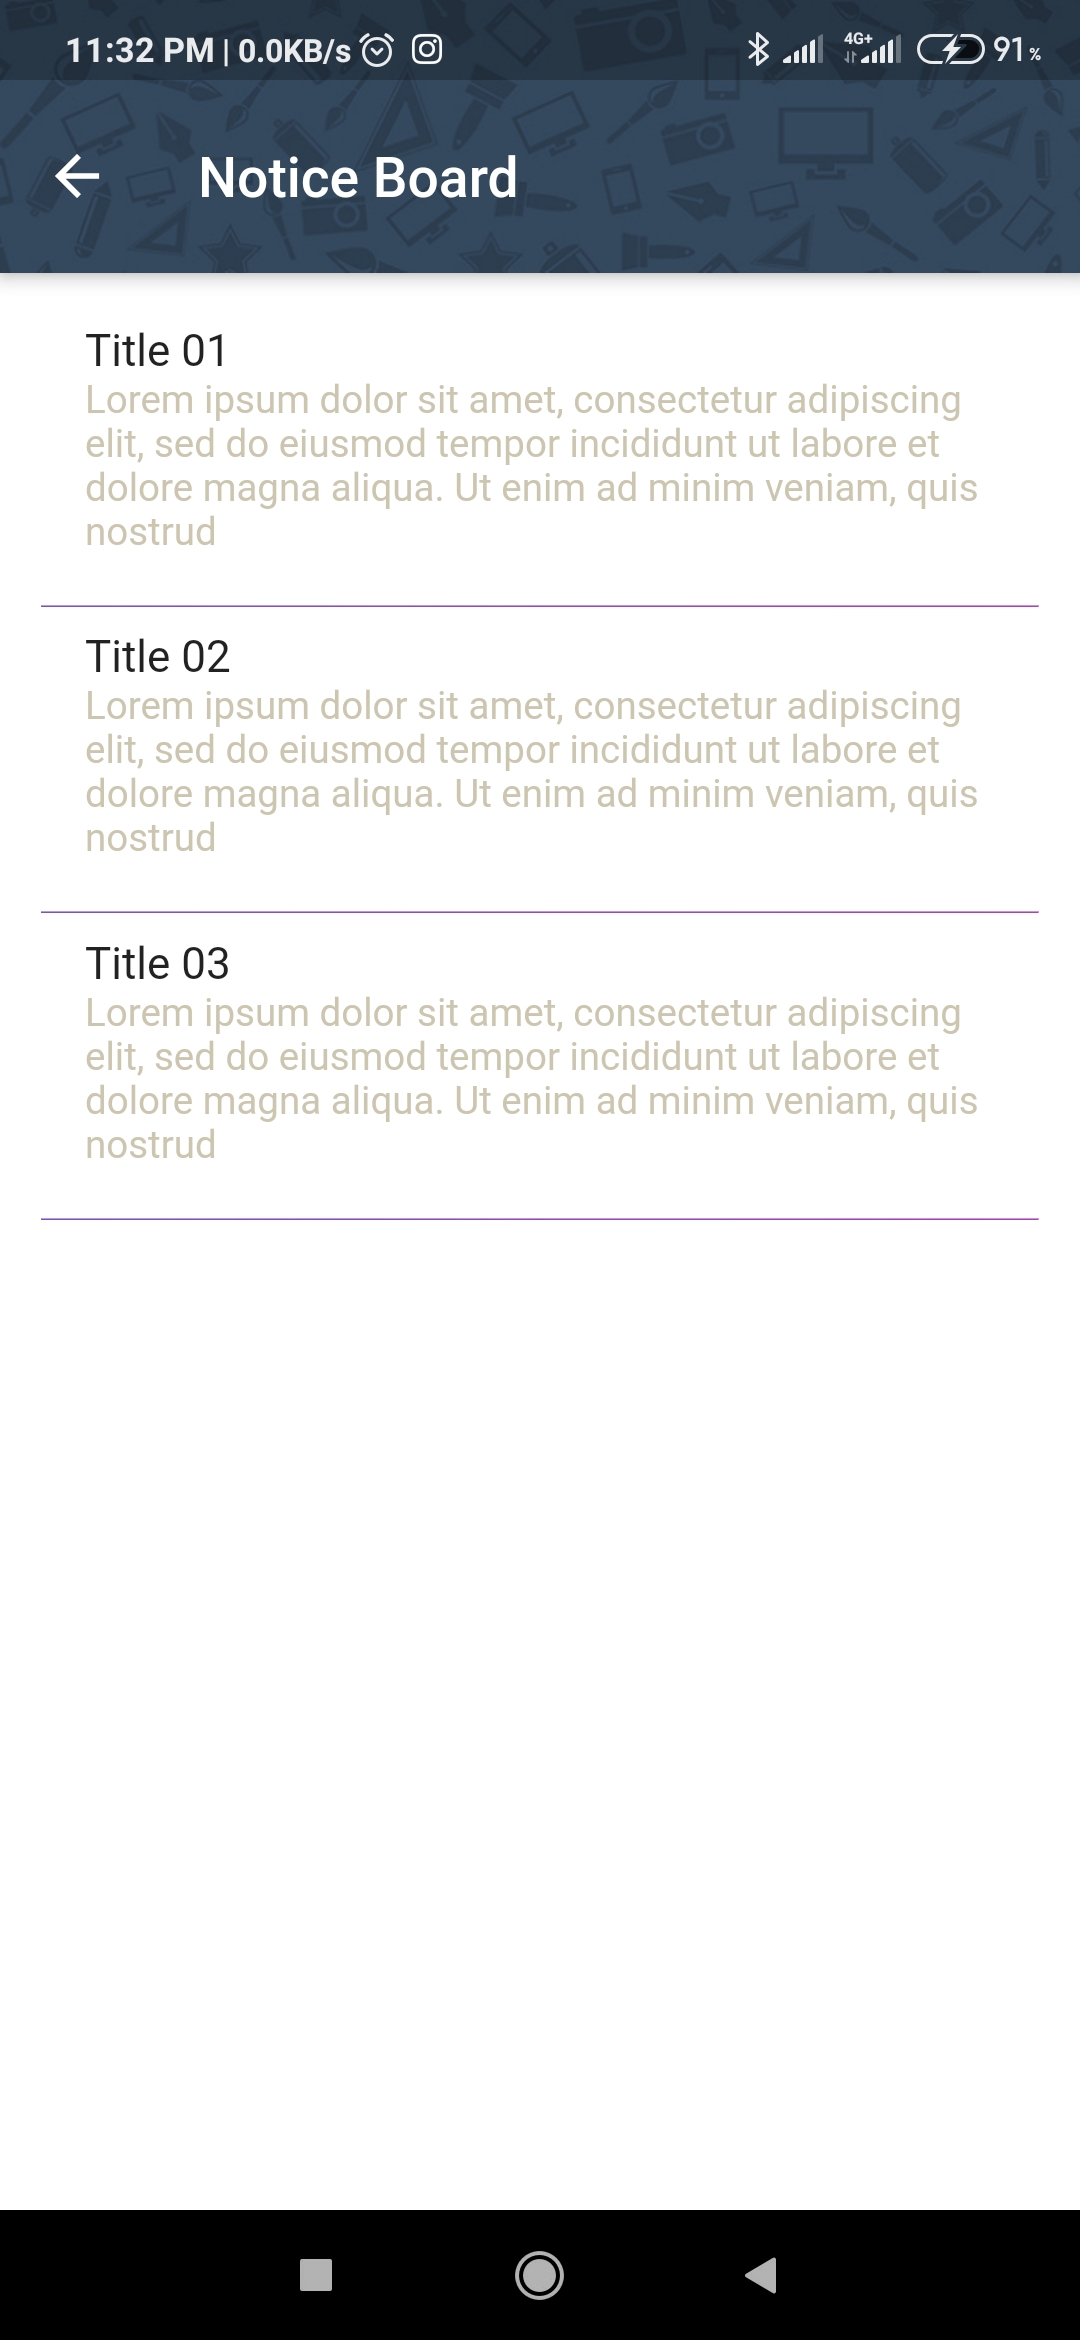 11:32 PM | 0.0KB/s 4G+ 91%
Notice Board
Title 01
Lorem ipsum dolor sit amet, consectetur adipiscing
elit, sed do eiusmod tempor incididunt ut labore et
dolore magna aliqua. Ut enim ad minim veniam, quis
nostrud
Title 02
Lorem ipsum dolor sit amet, consectetur adipiscing
elit, sed do eiusmod tempor incididunt ut labore et
dolore magna aliqua. Ut enim ad minim veniam, quis
nostrud
Title 03
Lorem ipsum dolor sit amet, consectetur adipiscing
elit, sed do eiusmod tempor incididunt ut labore et
dolore magna aliqua. Ut enim ad minim veniam, quis
nostrud